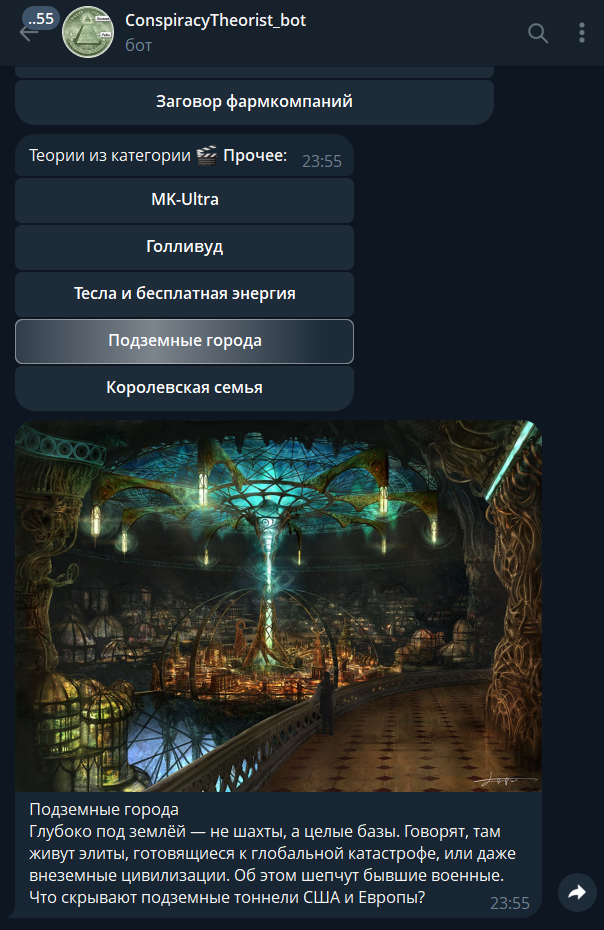 ..55
ConspiracyTheorist_bot
бот
Заговор фармкомпаний
Теории из категории 🎬 Прочее:
23:55
MK-Ultra
Голливуд
Тесла и бесплатная энергия
Подземные города
Королевская семья
Подземные города
Глубоко под землёй — не шахты, а целые базы. Говорят, там
живут элиты, готовящиеся к глобальной катастрофе, или даже
внеземные цивилизации. Об этом шепчут бывшие военные.
Что скрывают подземные тоннели США и Европы?
23:55